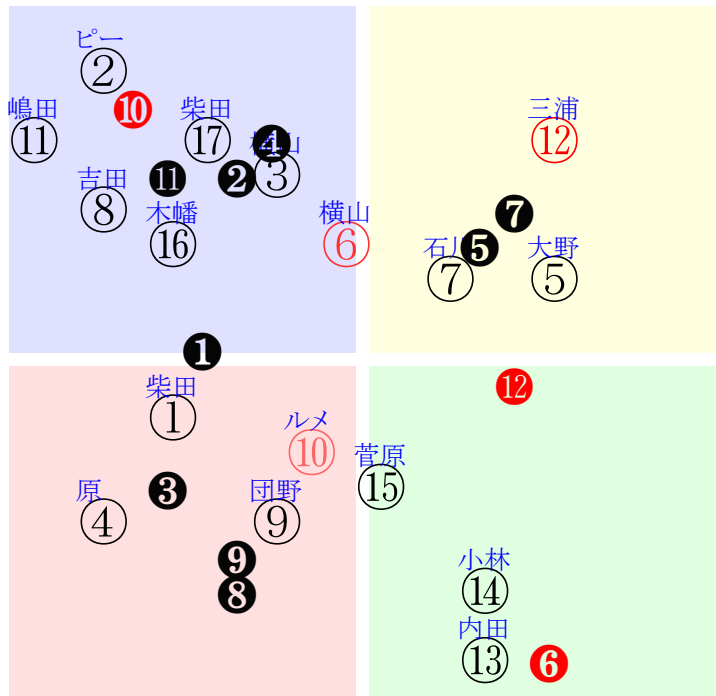 ピー
②
❿
嶋田
⑪
柴田
⑰
❹
③
三浦
⑫
吉田
⑧
⓫
❷
木幡
⑯
横山
⑥
❼
石川
⑦
❺
大野
⑤
❶
柴田
①
⓬
ルメ
⑩
菅原
⑮
原
④
❸
団野
⑨
❾
❽
小林
⑭
内田
⑬
❻